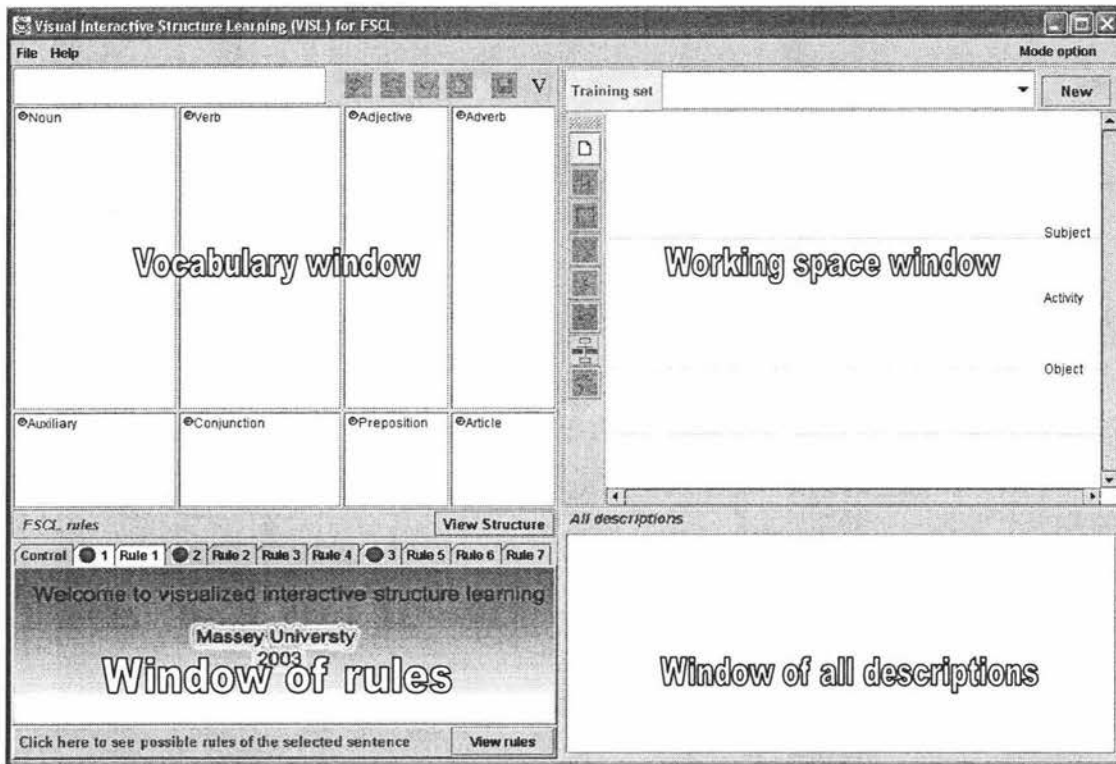 Visual Interactive Structure Learning (VISL) for FSCL
File Help
Mode option
V
Training set
New
Noun
Verb
Adjective
Adverb
Vocabulary window
Subject
Working space window
Activity
Object
Auxiliary
Conjunction
Preposition
Article
FSCL rules
View Structure
All descriptions
Control 1 Rule 1 2 Rule 2 Rule 3 Rule 4 3 Rule 5 Rule 6 Rule 7
Welcome to visualized interactive structure learning
Massey Universty
2003
Window of rules
Window of all descriptions
Click here to see possible rules of the selected sentence
View rules